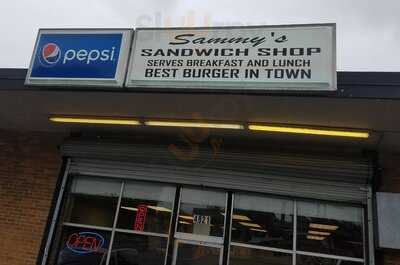 pepsi
Sammy's
SANDWICH SHOP
SERVES BREAKFAST AND LUNCH
BEST BURGER IN TOWN
OPEN